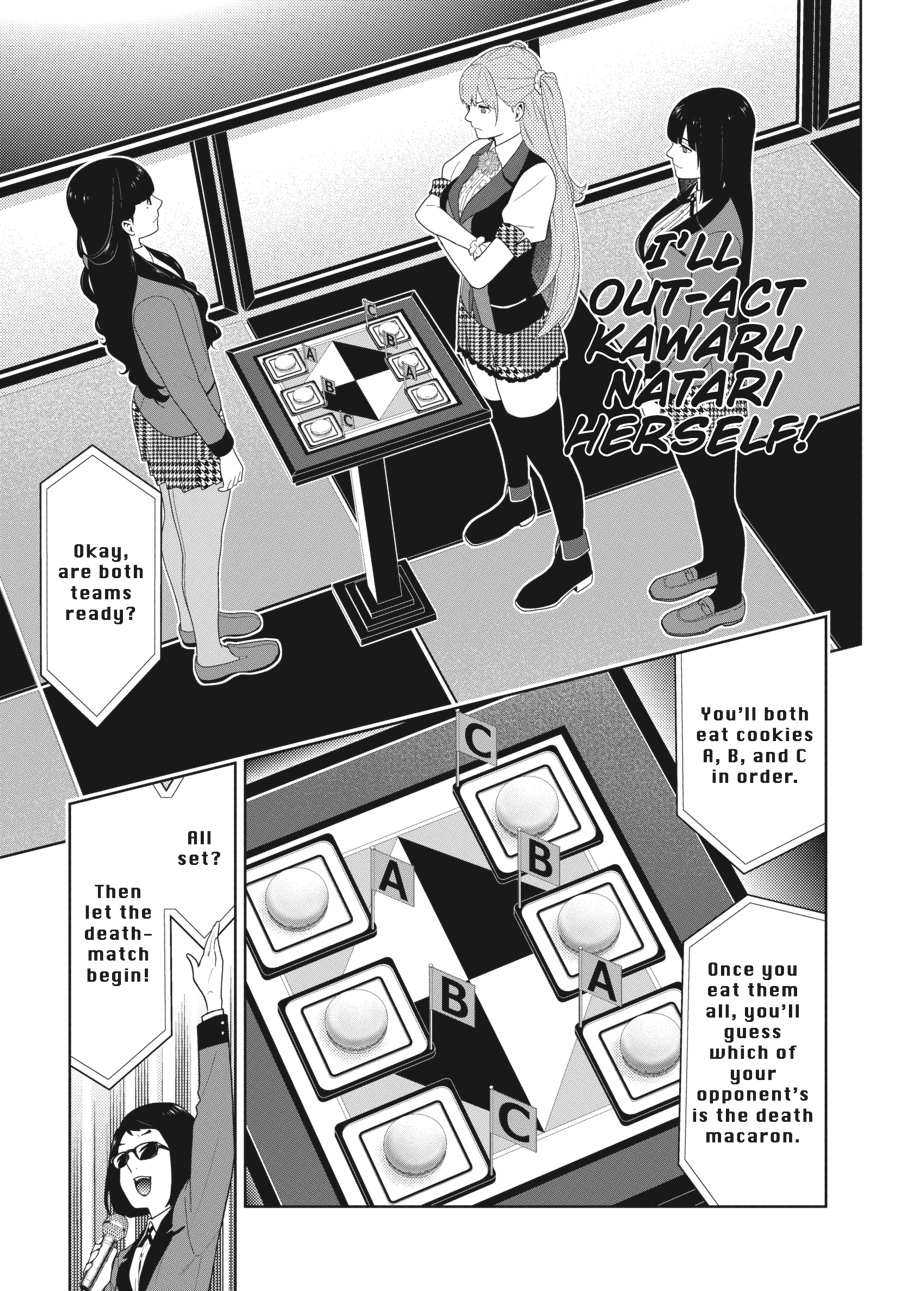 I'LL
OUT-ACT
KAWARU
NATARI
HERSELF!
C
A
B
B
A
C
Okay,
are both
teams
ready?
You'll both
eat cookies
A, B, and C
in order.
C
B
A
A
B
C
Once you
eat them
all, you'll
guess
which of
your
opponent's
is the death
macaron.
All
set?
Then
let the
death-
match
begin!